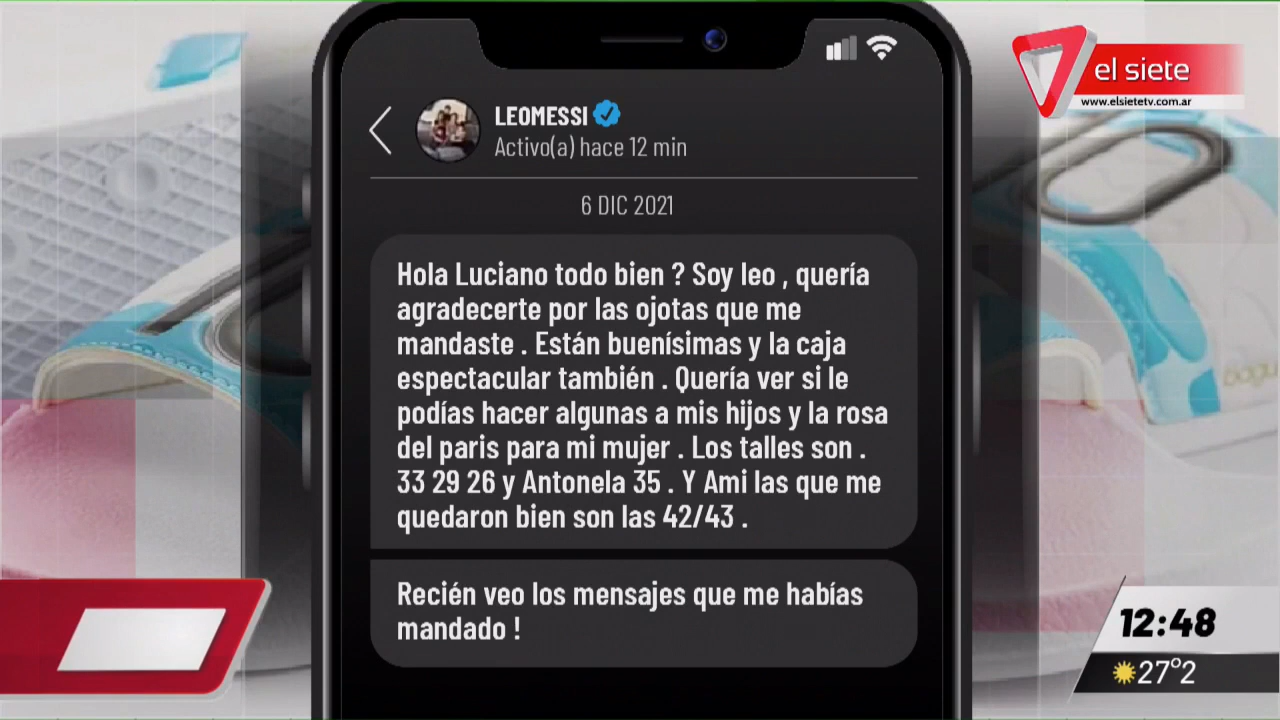 el siete
www.elsietetv.com.ar
LEOMESSI
Activo(a) hace 12 min
6 DIC 2021
Hola Luciano todo bien ? Soy leo , quería
agradecerte por las ojotas que me
mandaste . Están buenísimas y la caja
espectacular también . Quería ver si le
podías hacer algunas a mis hijos y la rosa
del paris para mi mujer . Los talles son .
33 29 26 y Antonela 35 . Y Ami las que me
quedaron bien son las 42/43 .
Recién veo los mensajes que me habías
mandado !
12:48
27°2